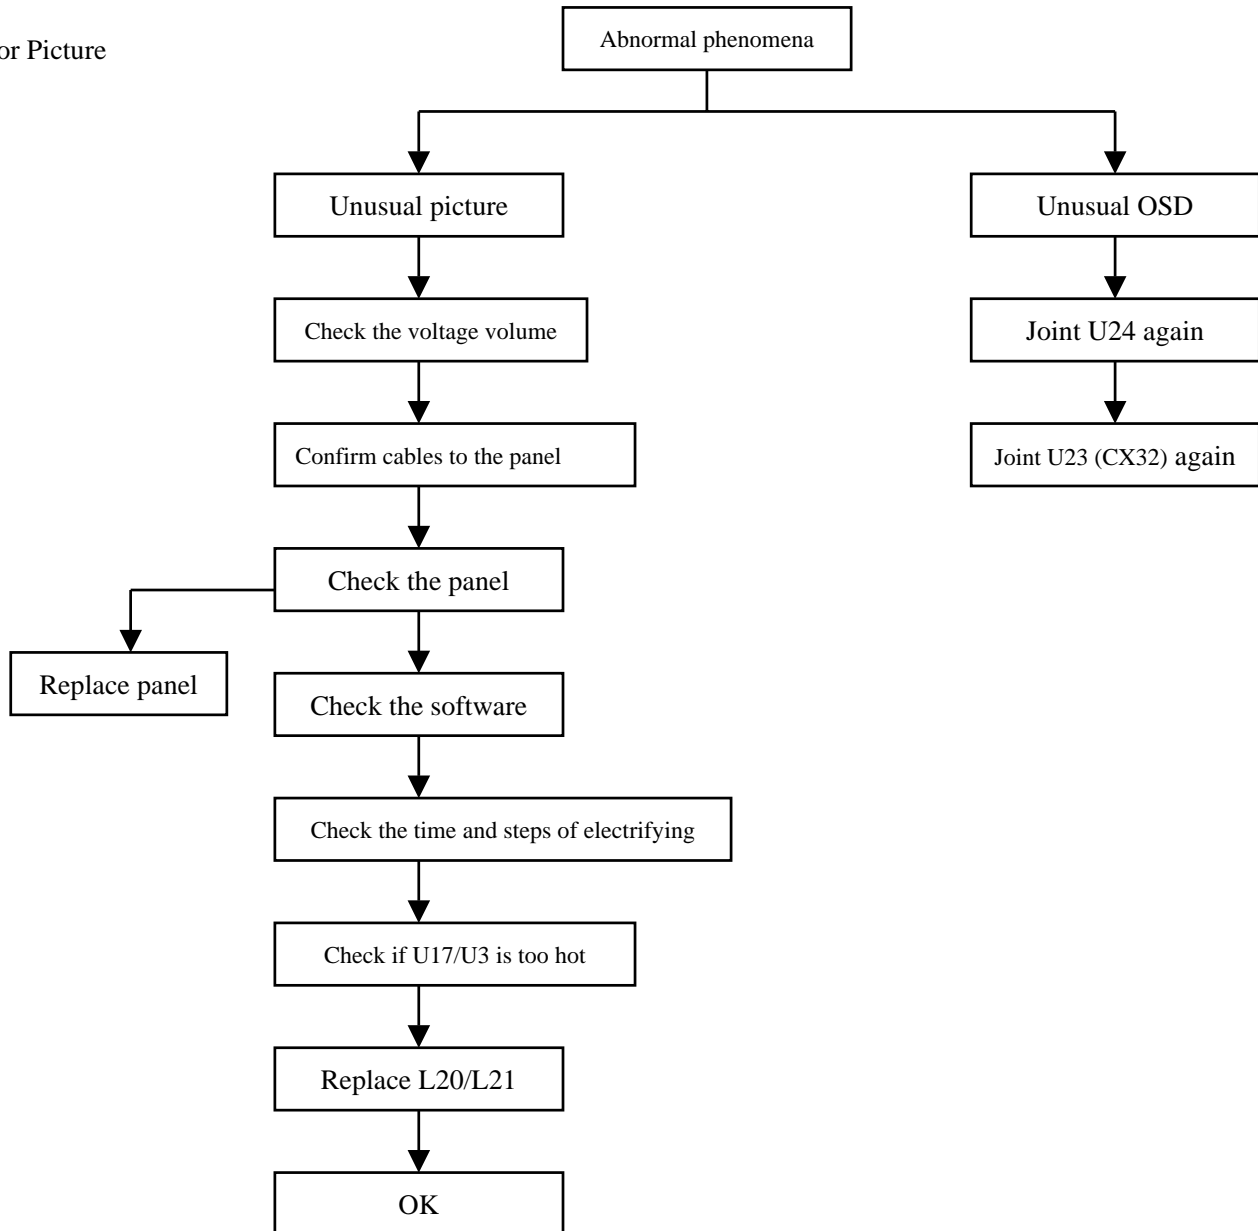 or Picture
Abnormal phenomena
Unusual picture
Unusual OSD
Check the voltage volume
Joint U24 again
Confirm cables to the panel
Joint U23 (CX32) again
Check the panel
Replace panel
Check the software
Check the time and steps of electrifying
Check if U17/U3 is too hot
Replace L20/L21
OK